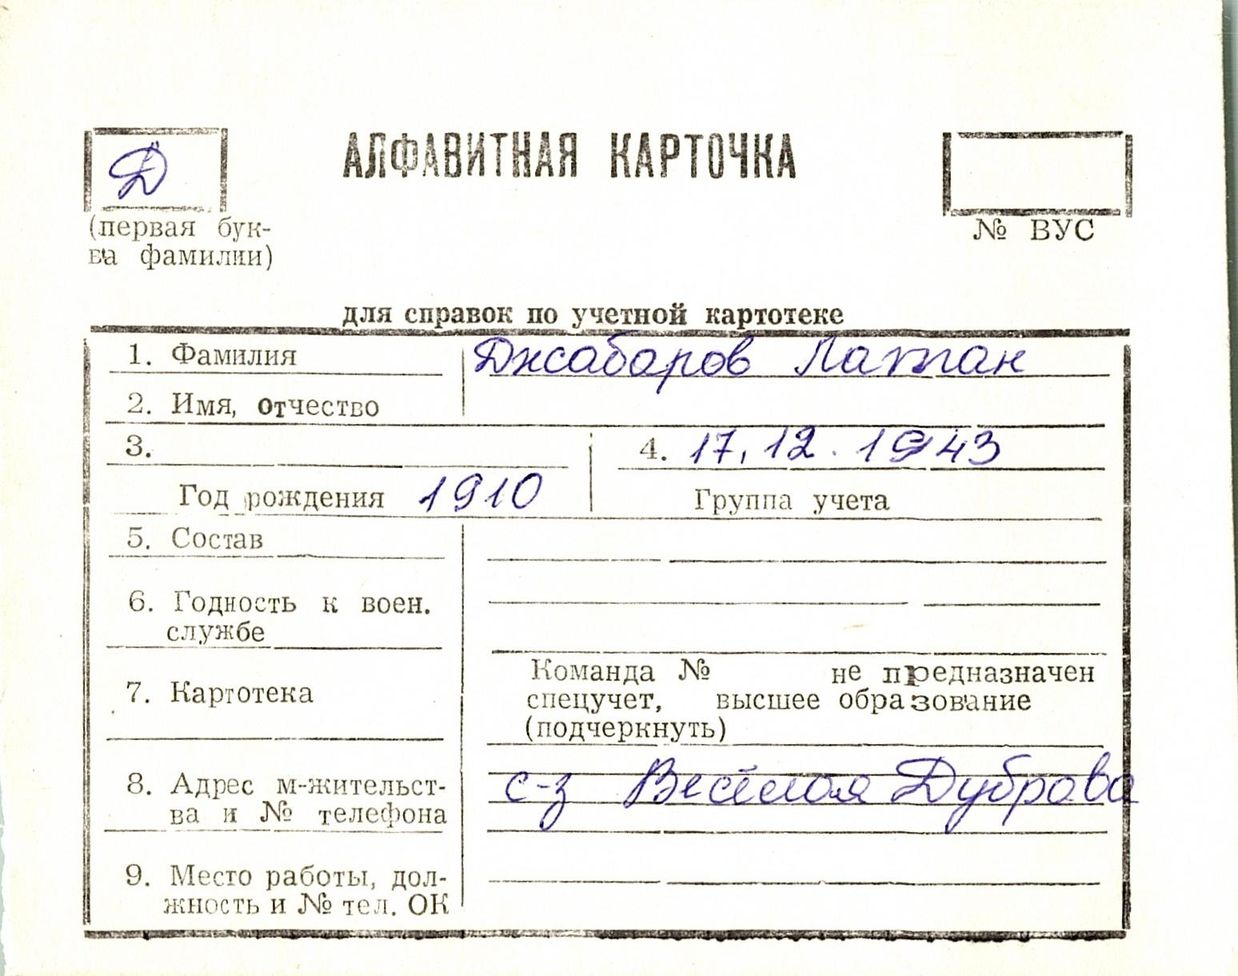 Д
АЛФАВИТНАЯ КАРТОЧКА
(первая бук-
ва фамилии)
№ ВУС
для справок по учетной картотеке
1. Фамилия Джабаров Латпан
2. Имя, отчество
3.
4. 17.12.1943
Год рождения 1910
Группа учета
5. Состав
6. Годность к воен.
службе
7. Картотека
Команда № не предназначен
спецучет, высшее образование
(подчеркнуть)
8. Адрес м-жительст-
ва и № телефона
с-з Весёлая Дуброва
9. Место работы, дол-
жность и № тел. ОК